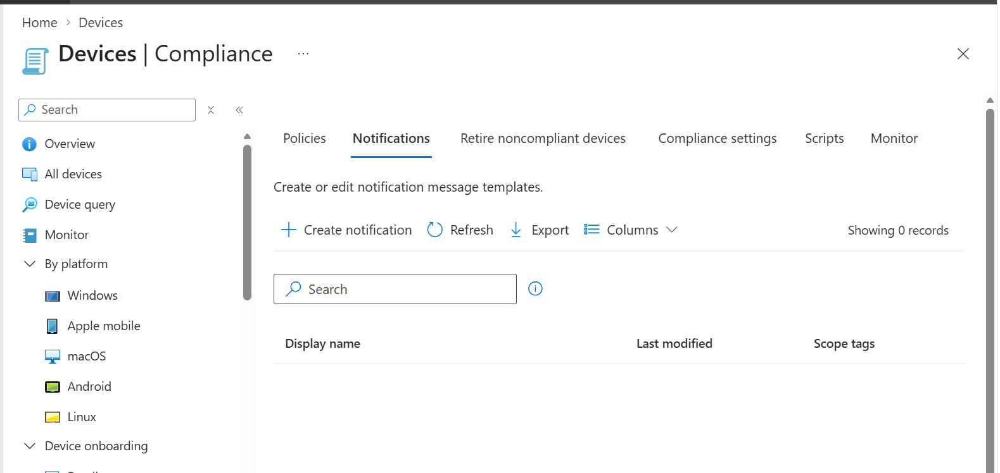 Home > Devices
Devices | Compliance ...
Search
Overview
All devices
Device query
Monitor
By platform
Windows
Apple mobile
macOS
Android
Linux
Device onboarding
Policies Notifications Retire noncompliant devices Compliance settings Scripts Monitor
Create or edit notification message templates.
Create notification Refresh Export Columns Showing 0 records
Search
Display name Last modified Scope tags